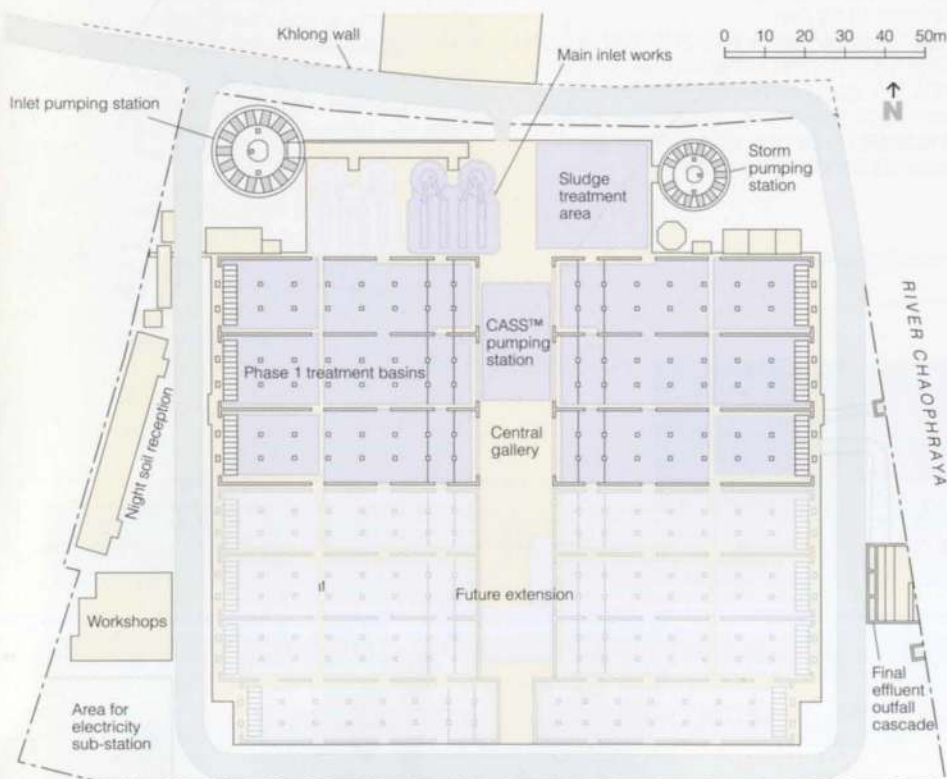 Khlong wall
Main inlet works
0 10 20 30 40 50m
Inlet pumping station
N
Storm
pumping
station
Sludge
treatment
area
RIVER CHAOPHRAYA
CASS™
pumping
station
Phase 1 treatment basins
Central
gallery
Night soil reception
Future extension
Workshops
Final
effluent
outfall
cascade
Area for
electricity
sub-station